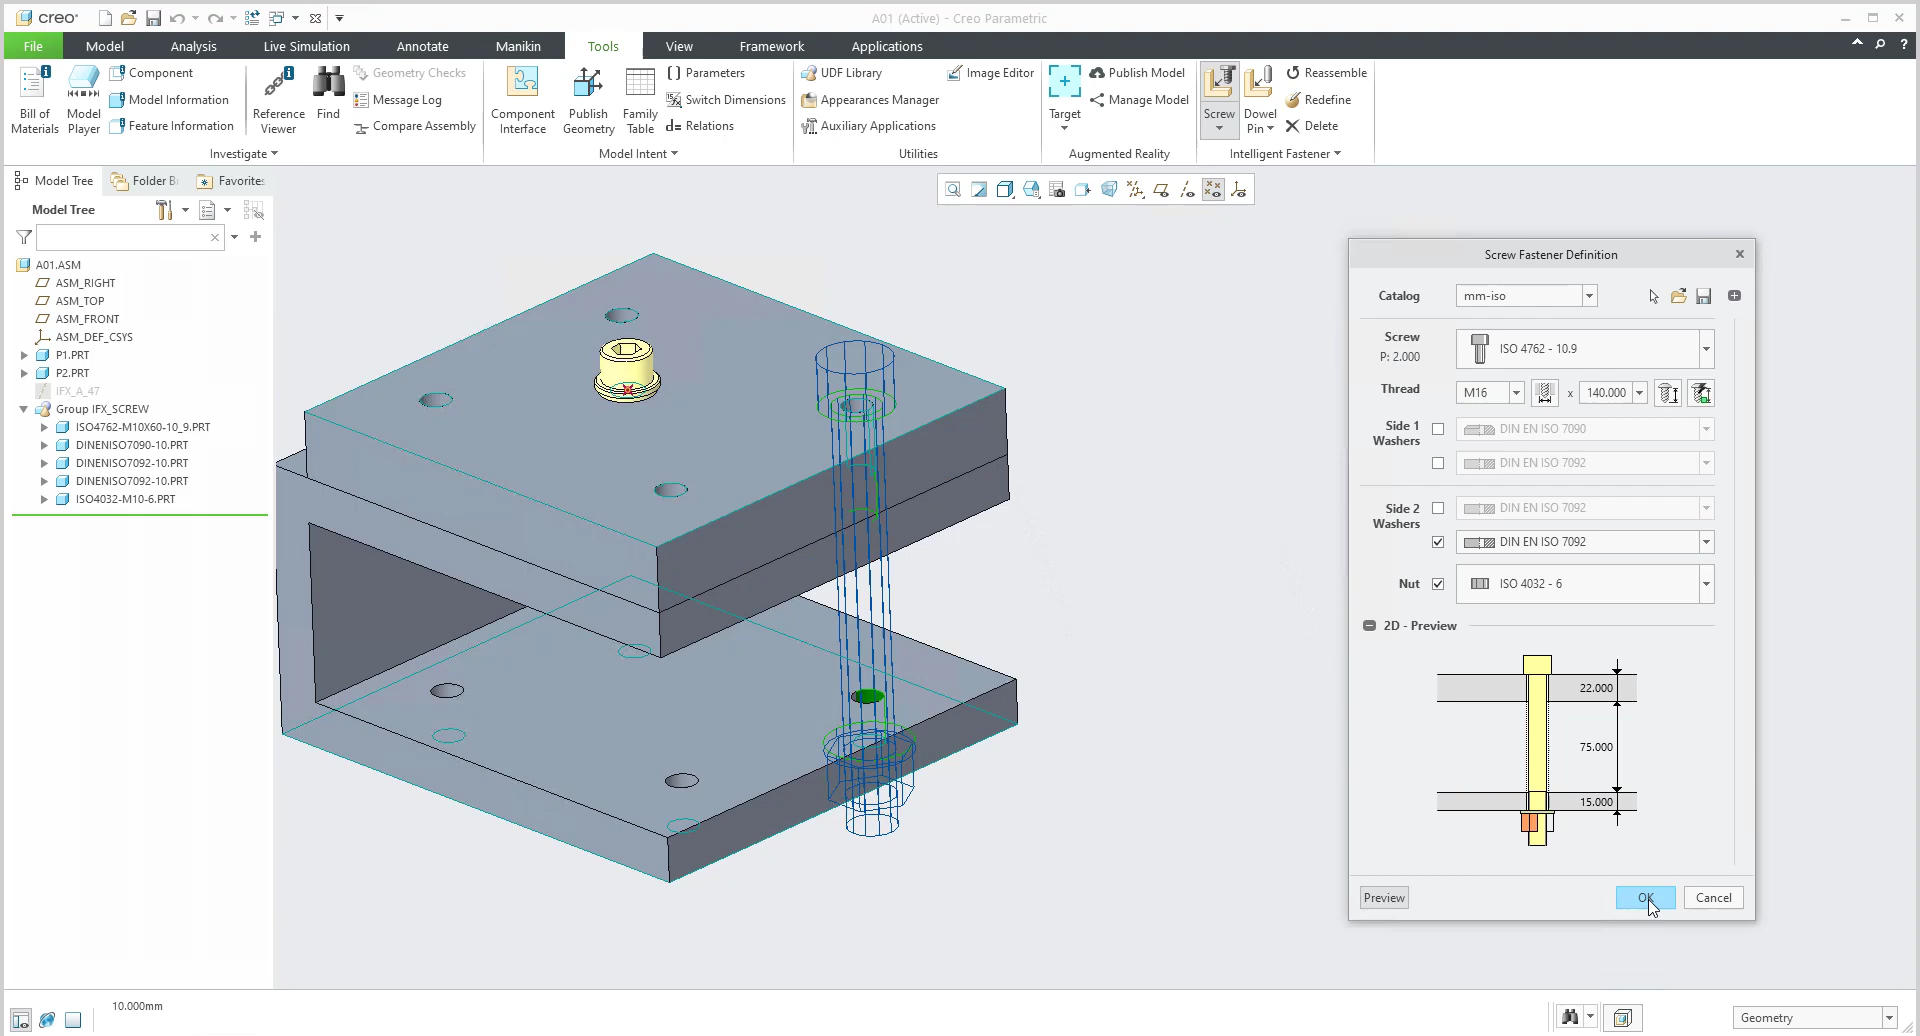 creo
A01 (Active) - Creo Parametric
File
Model
Analysis
Live Simulation
Annotate
Manikin
Tools
View
Framework
Applications
Bill of
Materials
Model
Player
Component
Model Information
Feature Information
Reference
Viewer
Find
Geometry Checks
Message Log
Compare Assembly
Investigate
Component
Interface
Publish
Geometry
Family
Table
Parameters
Switch Dimensions
d= Relations
Model Intent
UDF Library
Appearances Manager
Auxiliary Applications
Image Editor
Utilities
Target
Publish Model
Manage Model
Augmented Reality
Screw
Dowel
Pin
Reassemble
Redefine
Delete
Intelligent Fastener
Model Tree
Folder B
Favorites
Model Tree
A01.ASM
ASM_RIGHT
ASM_TOP
ASM_FRONT
ASM_DEF_CSYS
P1.PRT
P2.PRT
IFX_A_47
Group IFX_SCREW
ISO4762-M10X60-10_9.PRT
DINENISO7090-10.PRT
DINENISO7092-10.PRT
DINENISO7092-10.PRT
ISO4032-M10-6.PRT
Screw Fastener Definition
Catalog
mm-iso
Screw
P: 2.000
ISO 4762 - 10.9
Thread
M16
x
140.000
Side 1
Washers
DIN EN ISO 7090
DIN EN ISO 7092
Side 2
Washers
DIN EN ISO 7092
DIN EN ISO 7092
Nut
ISO 4032 - 6
2D - Preview
22.000
75.000
15.000
Preview
OK
Cancel
10.000mm
Geometry